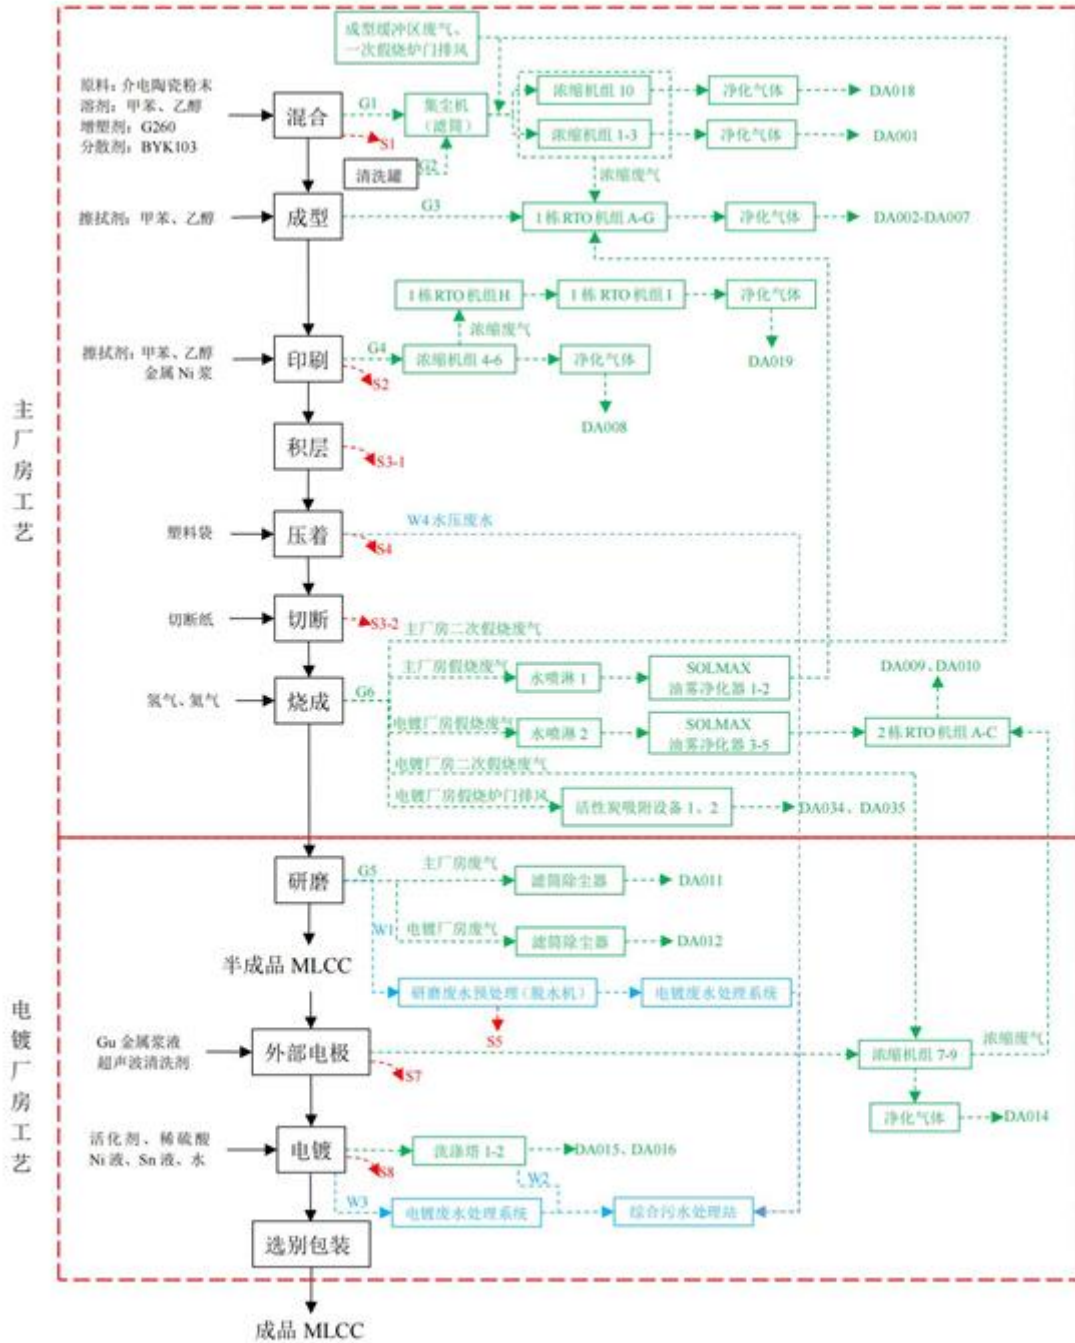 成型缓冲区废气、
一次假烧炉门排风
原料：介电陶瓷粉末
溶剂：甲苯、乙醇
增塑剂：G260
分散剂：BYK103
混合
G1
S1
集尘机
（滤筒）
浓缩机组 10
净化气体
DA018
浓缩机组 1-3
净化气体
DA001
清洗罐
G2
浓缩废气
擦拭剂：甲苯、乙醇
成型
G3
1栋RTO 机组 A-G
净化气体
DA002-DA007
1栋RTO 机组 H
1 栋 RTO 机组 I
净化气体
浓缩废气
DA019
擦拭剂：甲苯、乙醇
金属 Ni 浆
印刷
G4
S2
浓缩机组 4-6
净化气体
DA008
积层
S3-1
主厂房工艺
塑料袋
压着
W4 水压废水
S4
切断纸
切断
S3-2
主厂房二次假烧废气
氢气、氮气
烧成
G6
主厂房假烧废气
水喷淋 1
SOLMAX
油雾净化器 1-2
DA009、DA010
电镀厂房假烧废气
水喷淋 2
SOLMAX
油雾净化器 3-5
2栋RTO 机组 A-C
电镀厂房二次假烧废气
电镀厂房假烧炉门排风
活性炭吸附设备 1、2
DA034、DA035
研磨
G5
主厂房废气
滤筒除尘器
DA011
W1
电镀厂房废气
滤筒除尘器
DA012
半成品 MLCC
研磨废水预处理（脱水机）
电镀废水处理系统
S5
电镀厂房工艺
Gu 金属浆液
超声波清洗剂
外部电极
S7
浓缩机组 7-9
浓缩废气
净化气体
DA014
活化剂、稀硫酸
Ni 液、Sn 液、水
电镀
S8
洗涤塔 1-2
DA015、DA016
W2
W3
电镀废水处理系统
综合污水处理站
选别包装
成品 MLCC